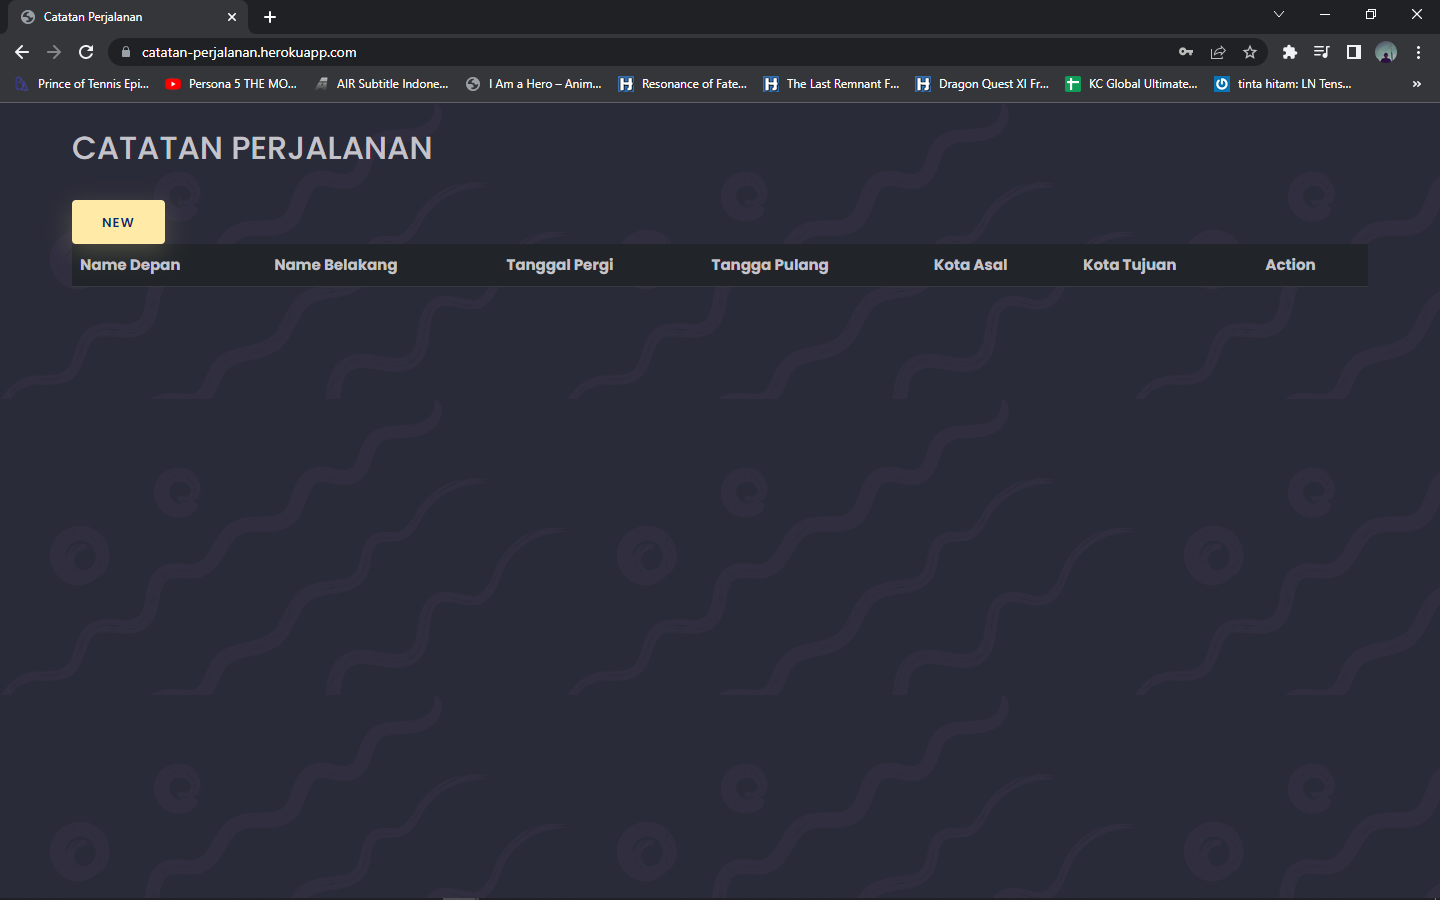 Catatan Perjalanan
catatan-perjalanan.herokuapp.com
Prince of Tennis Epi... Persona 5 THE MO... AIR Subtitle Indone... I Am a Hero – Anim... Resonance of Fate... The Last Remnant F... Dragon Quest XI Fr... KC Global Ultimate... tinta hitam: LN Tens... »
CATATAN PERJALANAN
NEW
Name Depan Name Belakang Tanggal Pergi Tangga Pulang Kota Asal Kota Tujuan Action